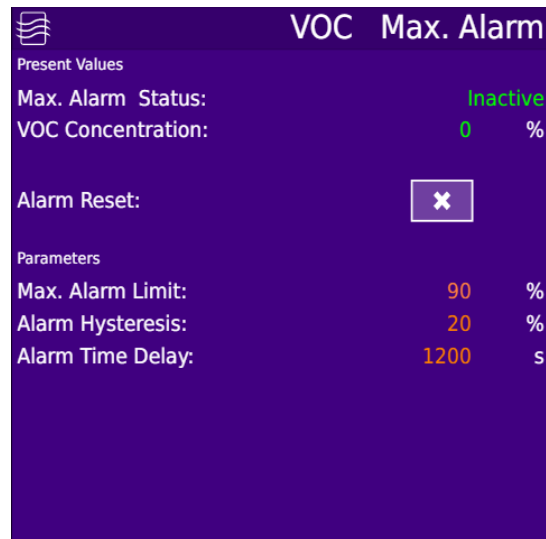 VOC Max. Alarm
Present Values
Max. Alarm Status: Inactive
VOC Concentration: 0 %
Alarm Reset:
Parameters
Max. Alarm Limit: 90 %
Alarm Hysteresis: 20 %
Alarm Time Delay: 1200 s